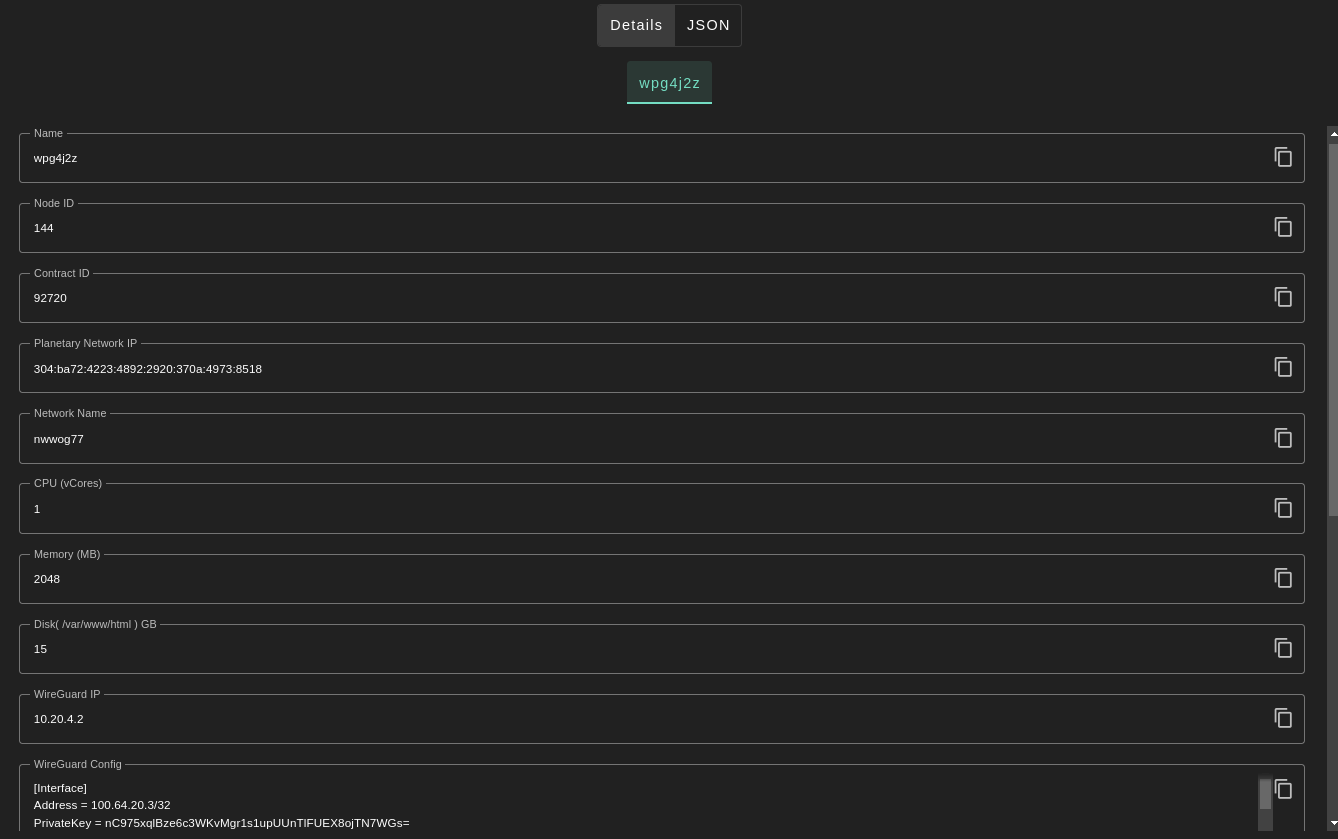 Details JSON
wpg4j2z
Name
wpg4j2z
Node ID
144
Contract ID
92720
Planetary Network IP
304:ba72:4223:4892:2920:370a:4973:8518
Network Name
nwwog77
CPU (vCores)
1
Memory (MB)
2048
Disk( /var/www/html ) GB
15
WireGuard IP
10.20.4.2
WireGuard Config
[Interface]
Address = 100.64.20.3/32
PrivateKey = nC975xqlBze6c3WKvMgr1s1upUUnTlFUEX8ojTN7WGs=